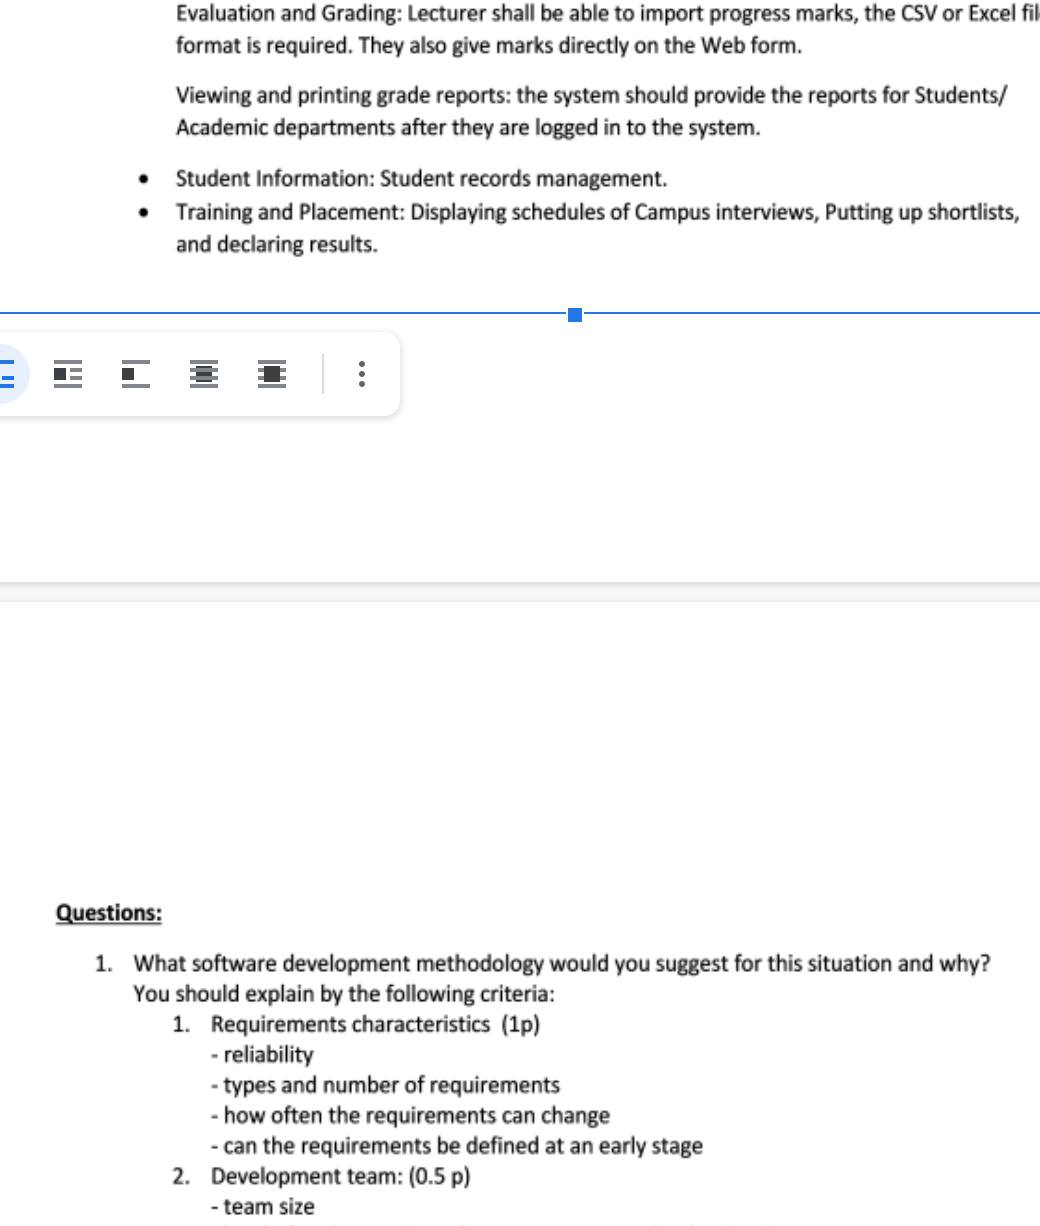 Evaluation and Grading: Lecturer shall be able to import progress marks, the CSV or Excel
format is required. They also give marks directly on the Web form.
Viewing and printing grade reports: the system should provide the reports for Students/
Academic departments after they are logged in to the system.
• Student Information: Student records management.
• Training and Placement: Displaying schedules of Campus interviews, Putting up shortlists,
and declaring results.
Questions:
1. What software development methodology would you suggest for this situation and why?
You should explain by the following criteria:
1. Requirements characteristics (1p)
- reliability
- types and number of requirements
- how often the requirements can change
- can the requirements be defined at an early stage
2. Development team: (0.5 p)
- team size